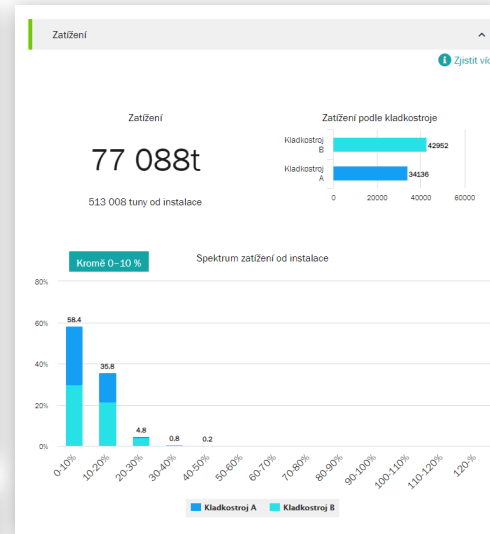 Zatížení
Zjistit víc
Zatížení
77 088t
513 008 tuny od instalace
Zatížení podle kladkostroje
Kladkostroj
B
42952
Kladkostroj
A
34136
0 20000 40000 60000
Kromě 0–10 %
Spektrum zatížení od instalace
80%
60%
40%
20%
0%
58.4
35.8
4.8
0.8
0.2
0-10% 10-20% 20-30% 30-40% 40-50% 50-60% 60-70% 70-80% 80-90% 90-100% 100-110% 110-120% 120-%
Kladkostroj A Kladkostroj B